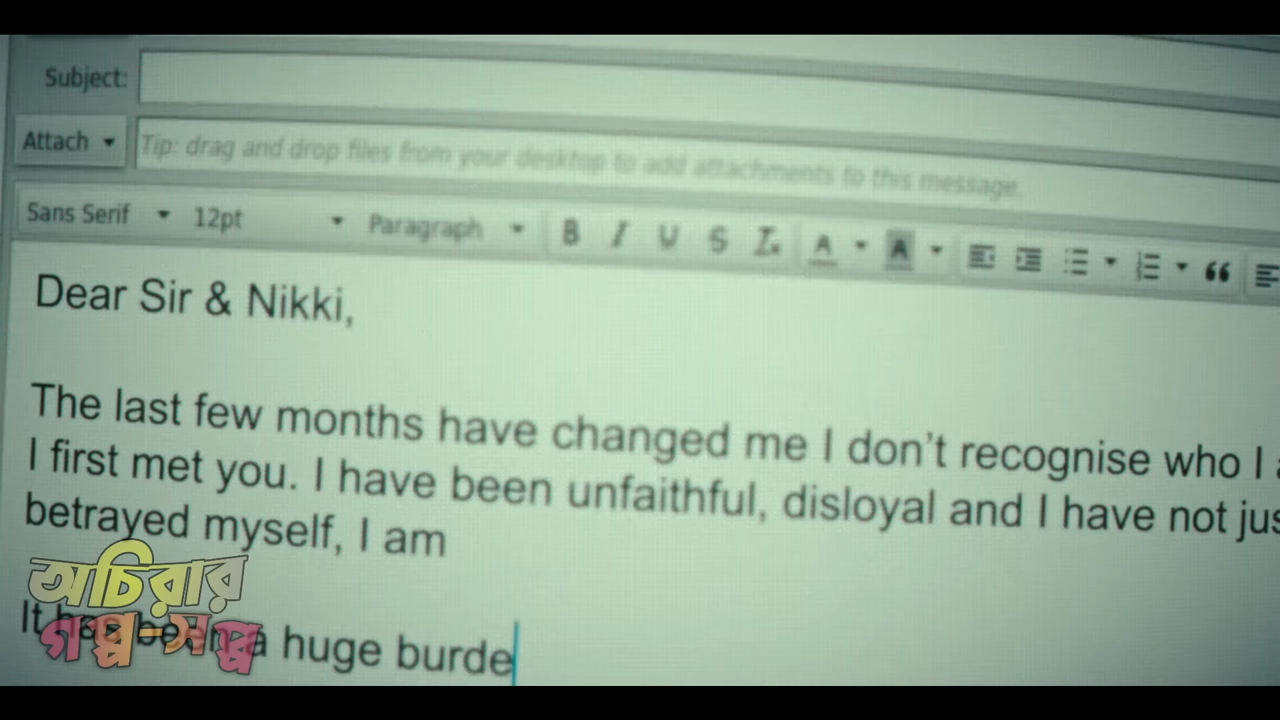 Subject:
Attach
Tip: drag and drop files from your desktop to add attachments to this message.
Sans Serif 12pt Paragraph B I U S
Dear Sir & Nikki,
The last few months have changed me I don't recognise who I
I first met you. I have been unfaithful, disloyal and I have not jus
betrayed myself, I am
It has been a huge burde
অচিরার
গল্প-সল্প